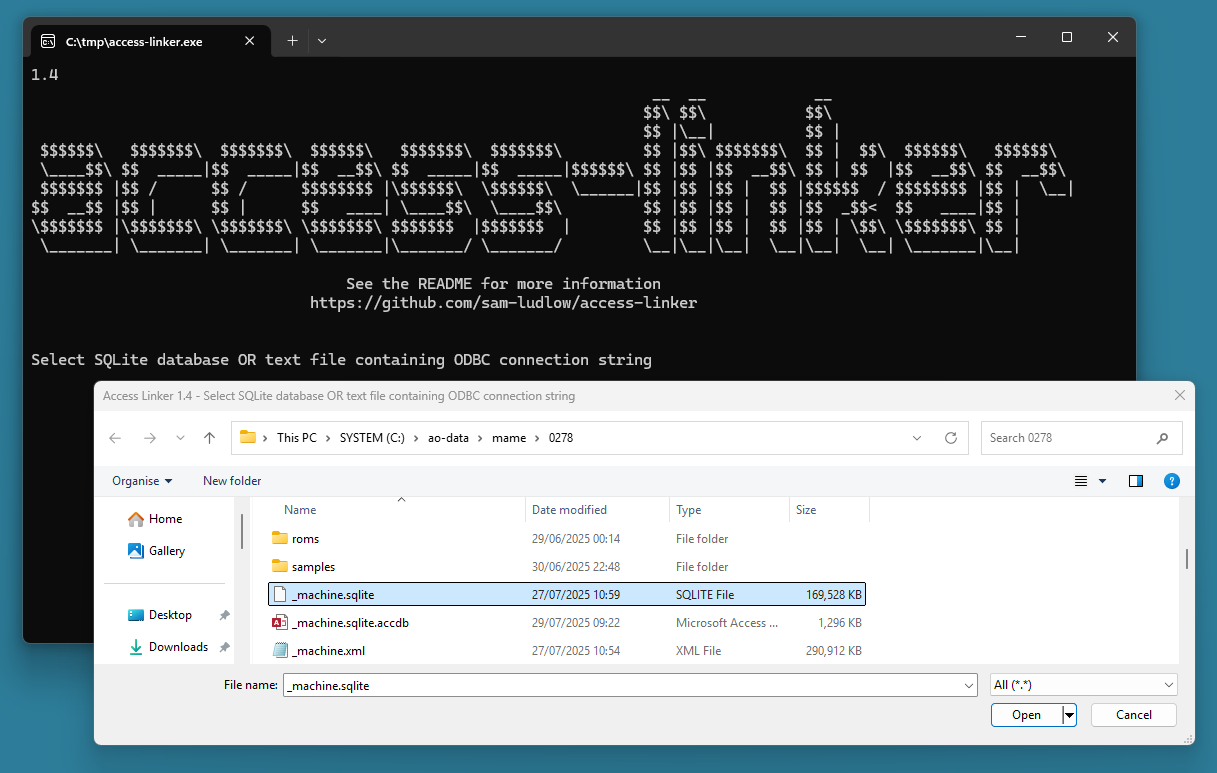 C:\tmp\access-linker.exe
1.4
access-linker
See the README for more information
https://github.com/sam-ludlow/access-linker
Select SQLite database OR text file containing ODBC connection string
Access Linker 1.4 - Select SQLite database OR text file containing ODBC connection string
This PC > SYSTEM (C:) > ao-data > mame > 0278
Search 0278
Organise New folder
Name Date modified Type Size
Home
Gallery
Desktop
Downloads
roms 29/06/2025 00:14 File folder
samples 30/06/2025 22:48 File folder
_machine.sqlite 27/07/2025 10:59 SQLITE File 169,528 KB
_machine.sqlite.accdb 29/07/2025 09:22 Microsoft Access ... 1,296 KB
_machine.xml 27/07/2025 10:54 XML File 290,912 KB
File name: _machine.sqlite All (*.*)
Open Cancel